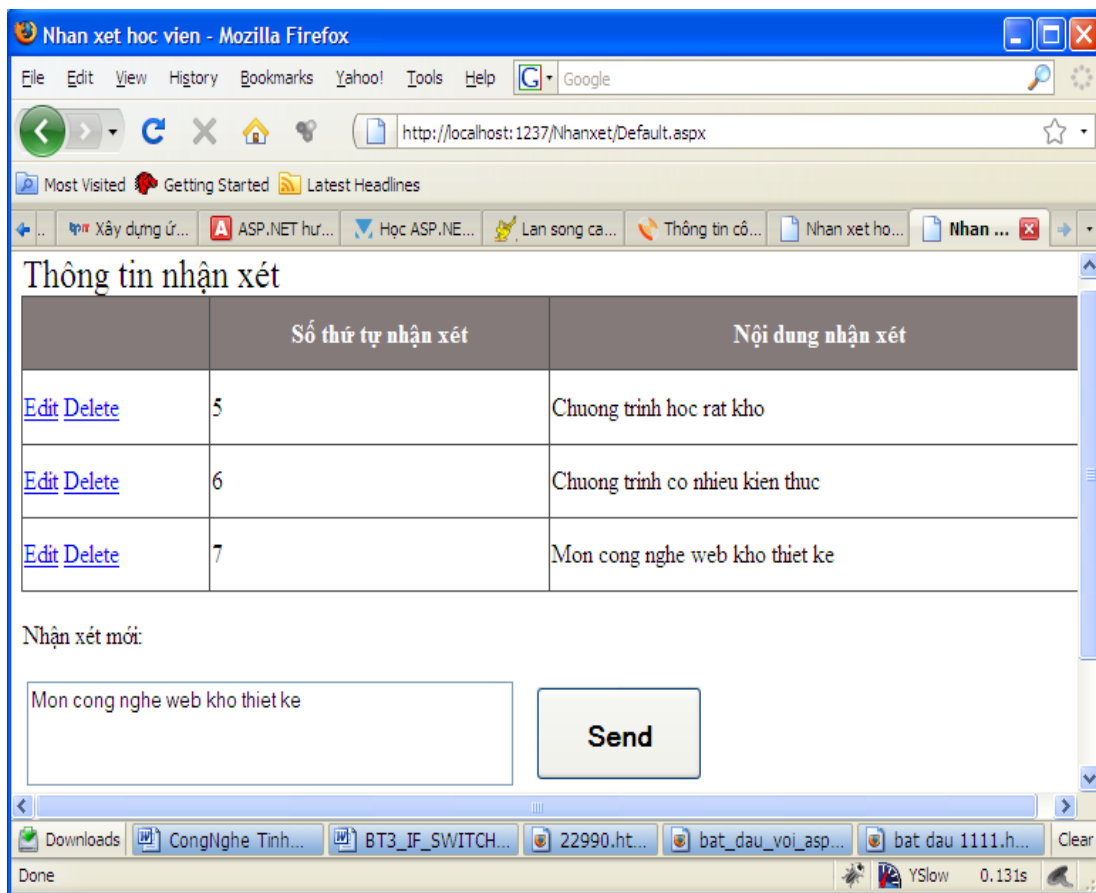 Nhan xet hoc vien - Mozilla Firefox
File Edit View History Bookmarks Yahoo! Tools Help G Google
http://localhost:1237/Nhanxet/Default.aspx
Most Visited Getting Started Latest Headlines
.. Xây dựng ứ... ASP.NET hư... Học ASP.NE... Lan song ca... Thông tin cô... Nhan xet ho... Nhan ...
Thông tin nhận xét
Số thứ tự nhận xét Nội dung nhận xét
Edit Delete 5 Chuong trinh hoc rat kho
Edit Delete 6 Chuong trinh co nhieu kien thuc
Edit Delete 7 Mon cong nghe web kho thiet ke
Nhận xét mới:
Mon cong nghe web kho thiet ke
Send
Downloads CongNghe Tinh... BT3_IF_SWITCH... 22990.ht... bat_dau_voi_asp... bat dau 1111.h... Clear
Done YSlow 0.131s